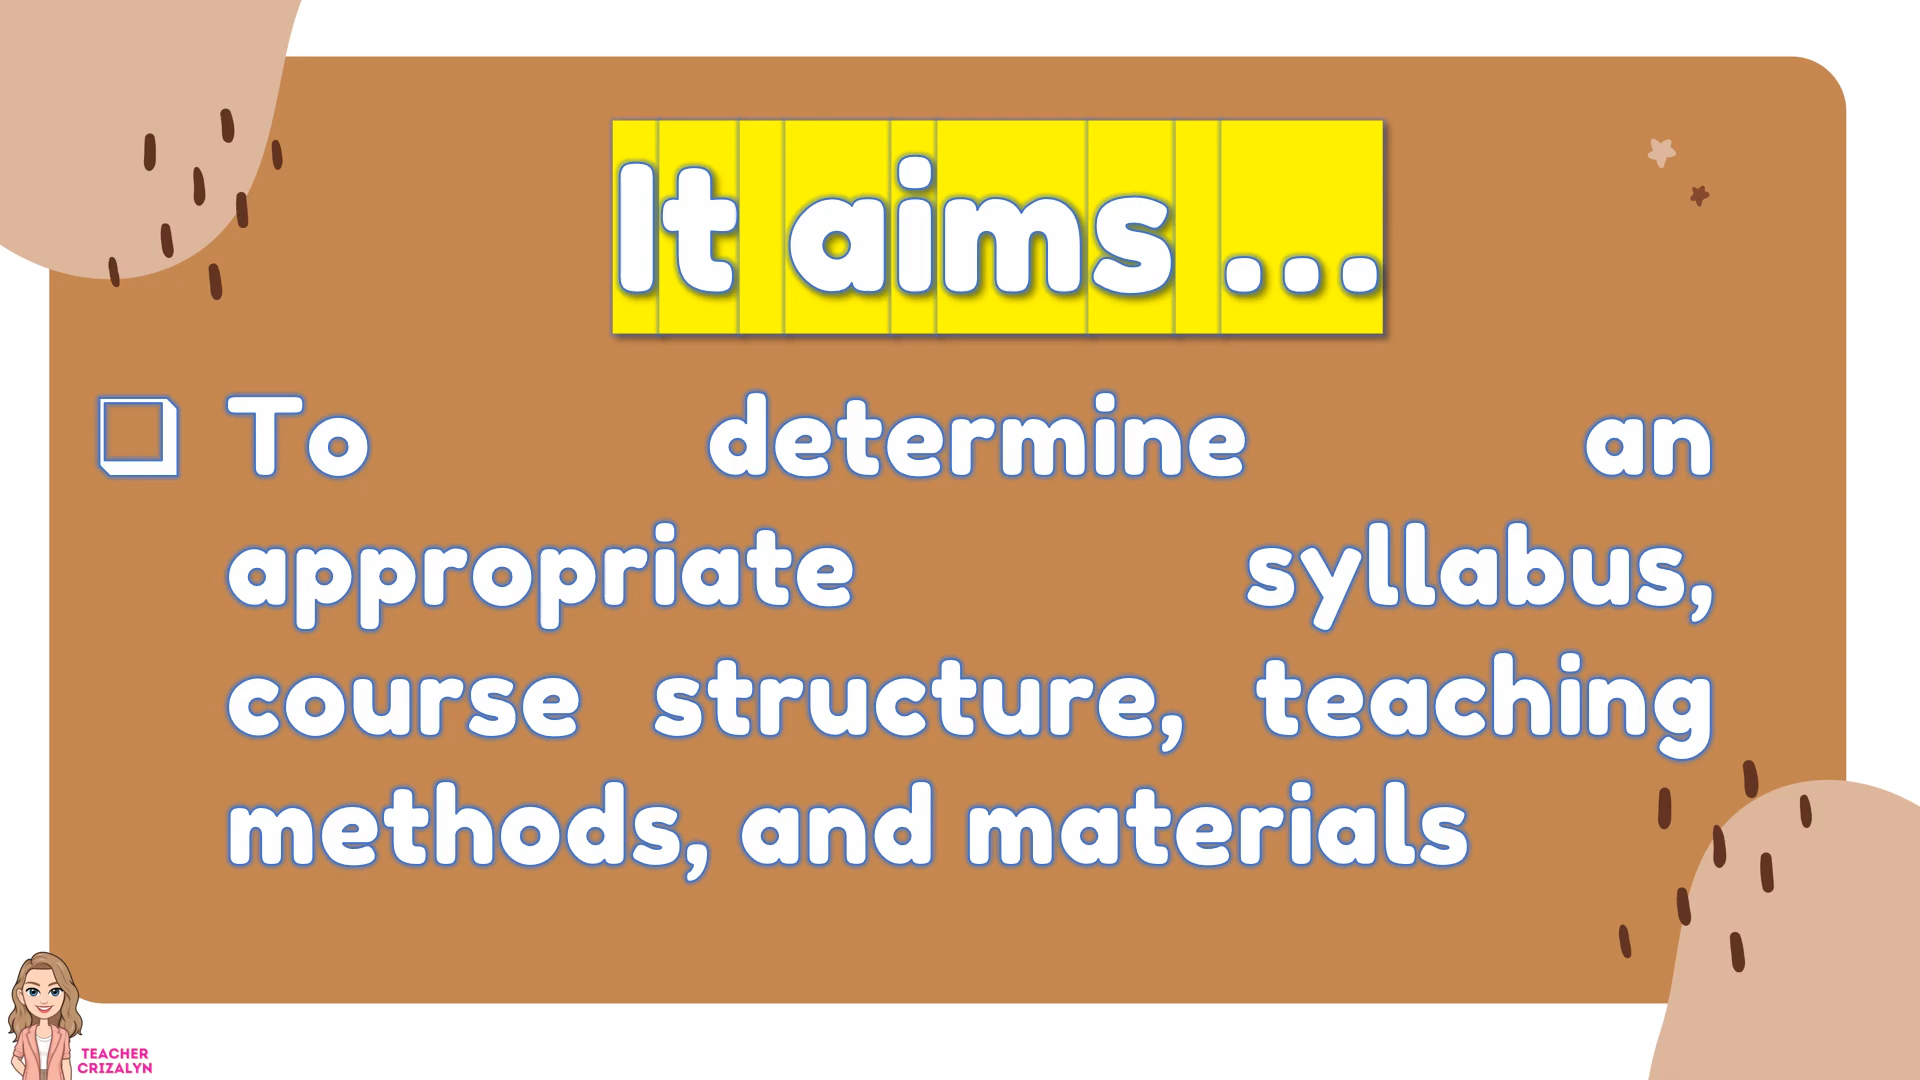 It aims ...
To determine an
appropriate syllabus,
course structure, teaching
methods, and materials
TEACHER
CRIZALYN